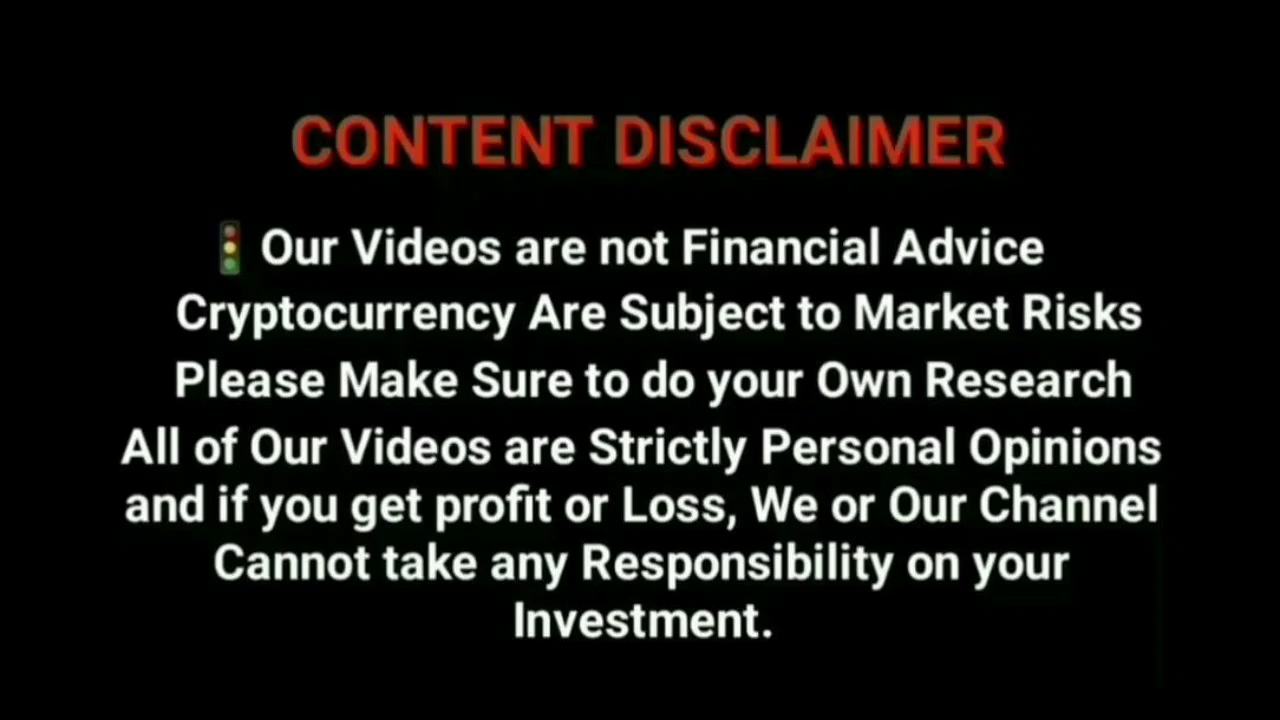 CONTENT DISCLAIMER
🚦Our Videos are not Financial Advice
Cryptocurrency Are Subject to Market Risks
Please Make Sure to do your Own Research
All of Our Videos are Strictly Personal Opinions
and if you get profit or Loss, We or Our Channel
Cannot take any Responsibility on your
Investment.